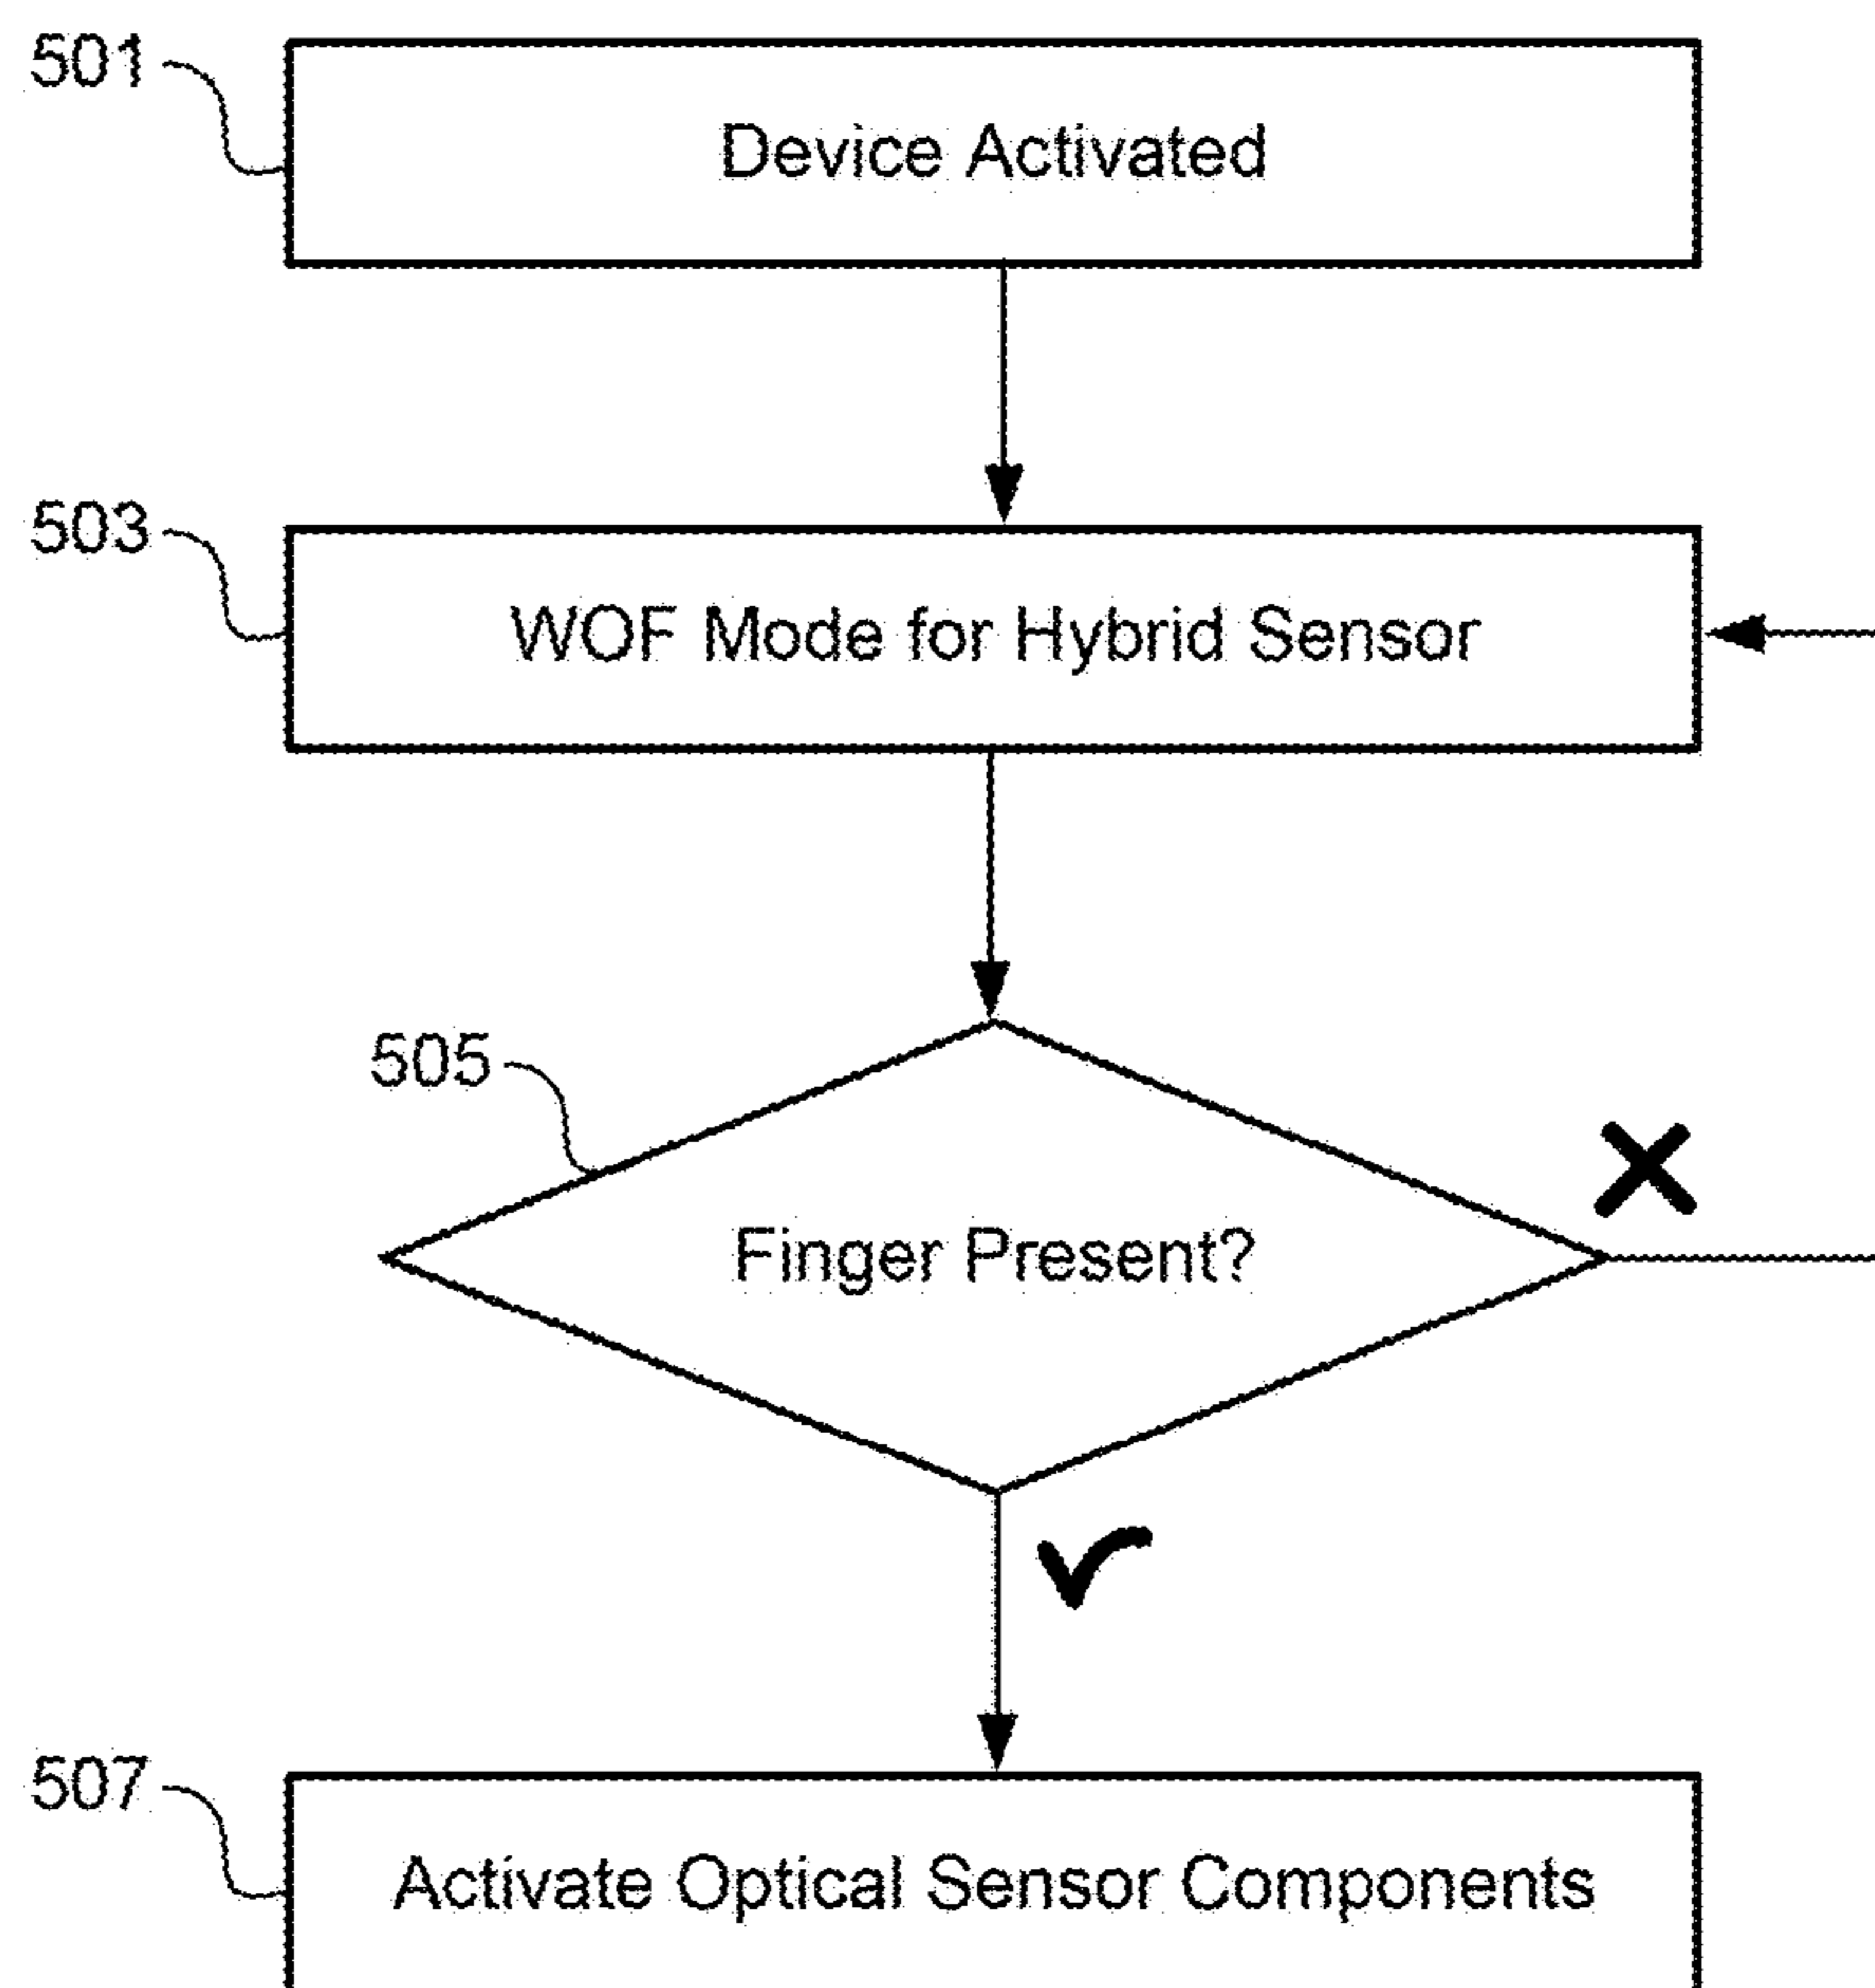 501
Device Activated
503
WOF Mode for Hybrid Sensor
505
Finger Present?
507
Activate Optical Sensor Components